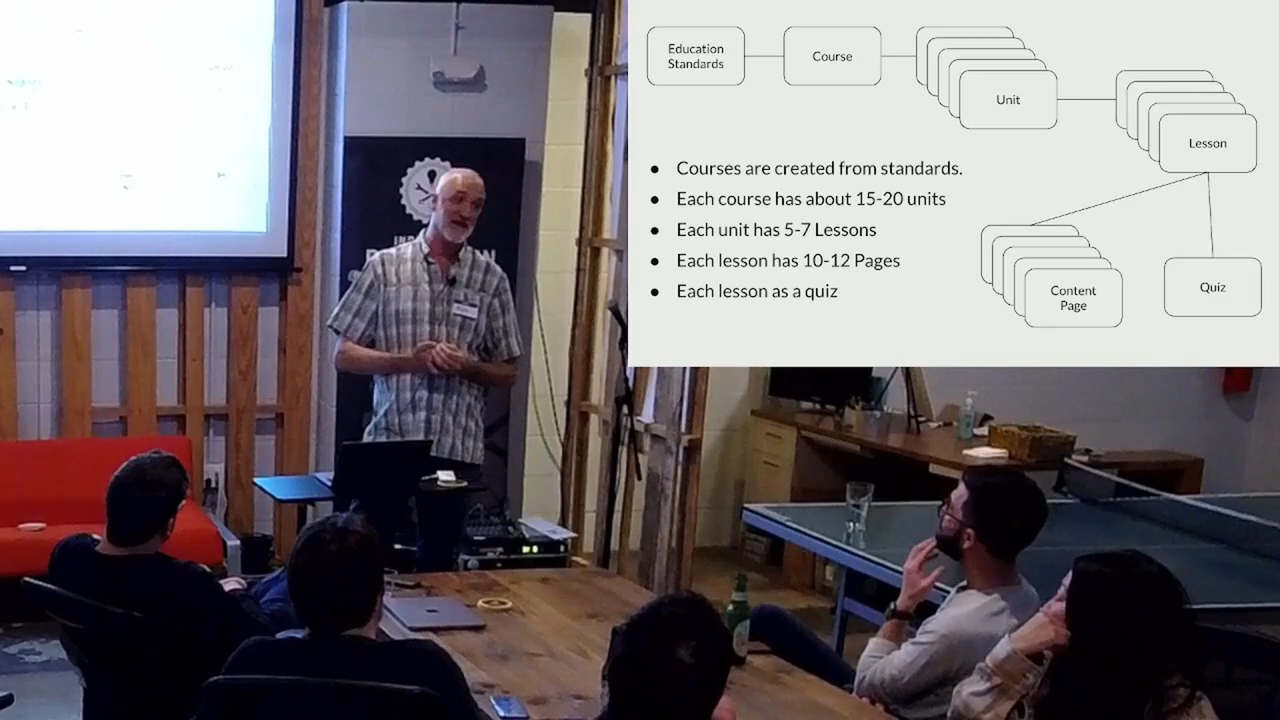 Education
Standards
Course
Unit
Lesson
● Courses are created from standards.
● Each course has about 15-20 units
● Each unit has 5-7 Lessons
● Each lesson has 10-12 Pages
● Each lesson as a quiz
Content
Page
Quiz